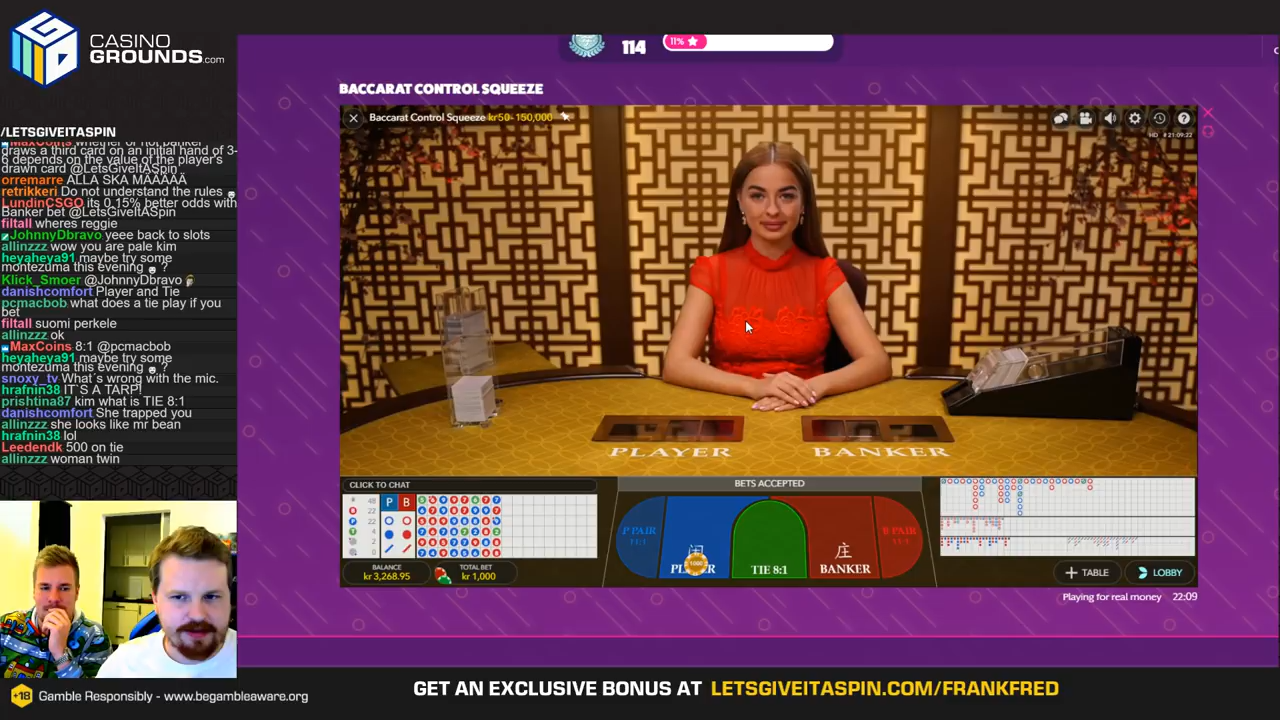 CASINO
GROUNDS.com
/LETSGIVEITASPIN
draws a third card on an initial hand of 3-
6 depends on the value of the player's
drawn card @LetsGiveItASpin
orremarre ALLA SKA MÅÅÅÅÅ
retrikkeri Do not understand the rules
LundinCSGO its 0.15% better odds with
Banker bet @LetsGiveItASpin
filtall wheres reggie
JohnnyDbravo yeee back to slots
allinzzz wow you are pale kim
heyaheya91 maybe try some
montezuma this evening ?
Klick_Smoer @JohnnyDbravo
danishcomfort Player and Tie
pcmacbob what does a tie play if you
bet
filtall suomi perkele
allinzzz ok
MaxCoins 8:1 @pcmacbob
heyaheya91 maybe try some
montezuma this evening ?
snoxy_tv What´s wrong with the mic.
hrafnin38 IT'S A TARP!
prishtina87 kim what is TIE 8:1
danishcomfort She trapped you
allinzzz she looks like mr bean
hrafnin38 lol
Leedendk 500 on tie
allinzzz woman twin
114
11%
BACCARAT CONTROL SQUEEZE
Baccarat Control Squeeze kr50-150,000
PLAYER
BANKER
CLICK TO CHAT
BETS ACCEPTED
P B
P PAIR
11:1
PLAYER
1000
TIE 8:1
庄
BANKER
B PAIR
11:1
BALANCE
kr 3,268.95
TOTAL BET
kr 1,000
+ TABLE
LOBBY
Playing for real money 22:09
+18 Gamble Responsibly - www.begambleaware.org
GET AN EXCLUSIVE BONUS AT LETSGIVEITASPIN.COM/FRANKFRED